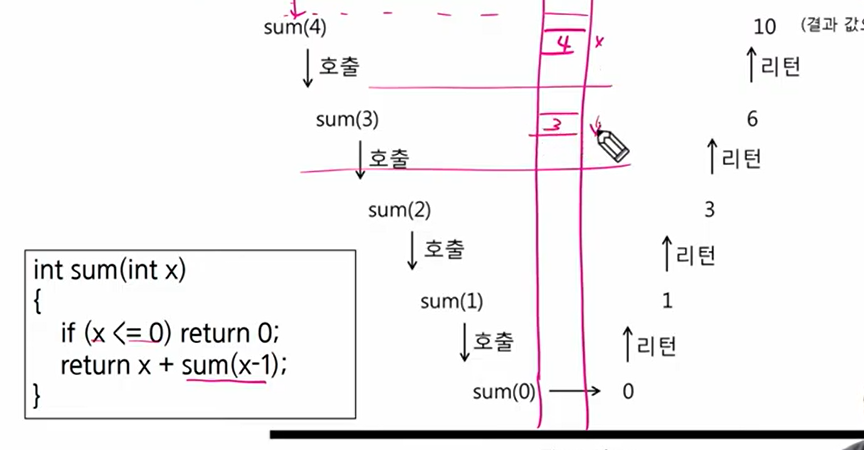 sum(4) 10 (결과 값
4 x
호출 리턴
sum(3) 6
3
호출 리턴
sum(2) 3
호출 리턴
sum(1) 1
호출 리턴
sum(0) 0
int sum(int x)
{
if (x <= 0) return 0;
return x + sum(x-1);
}